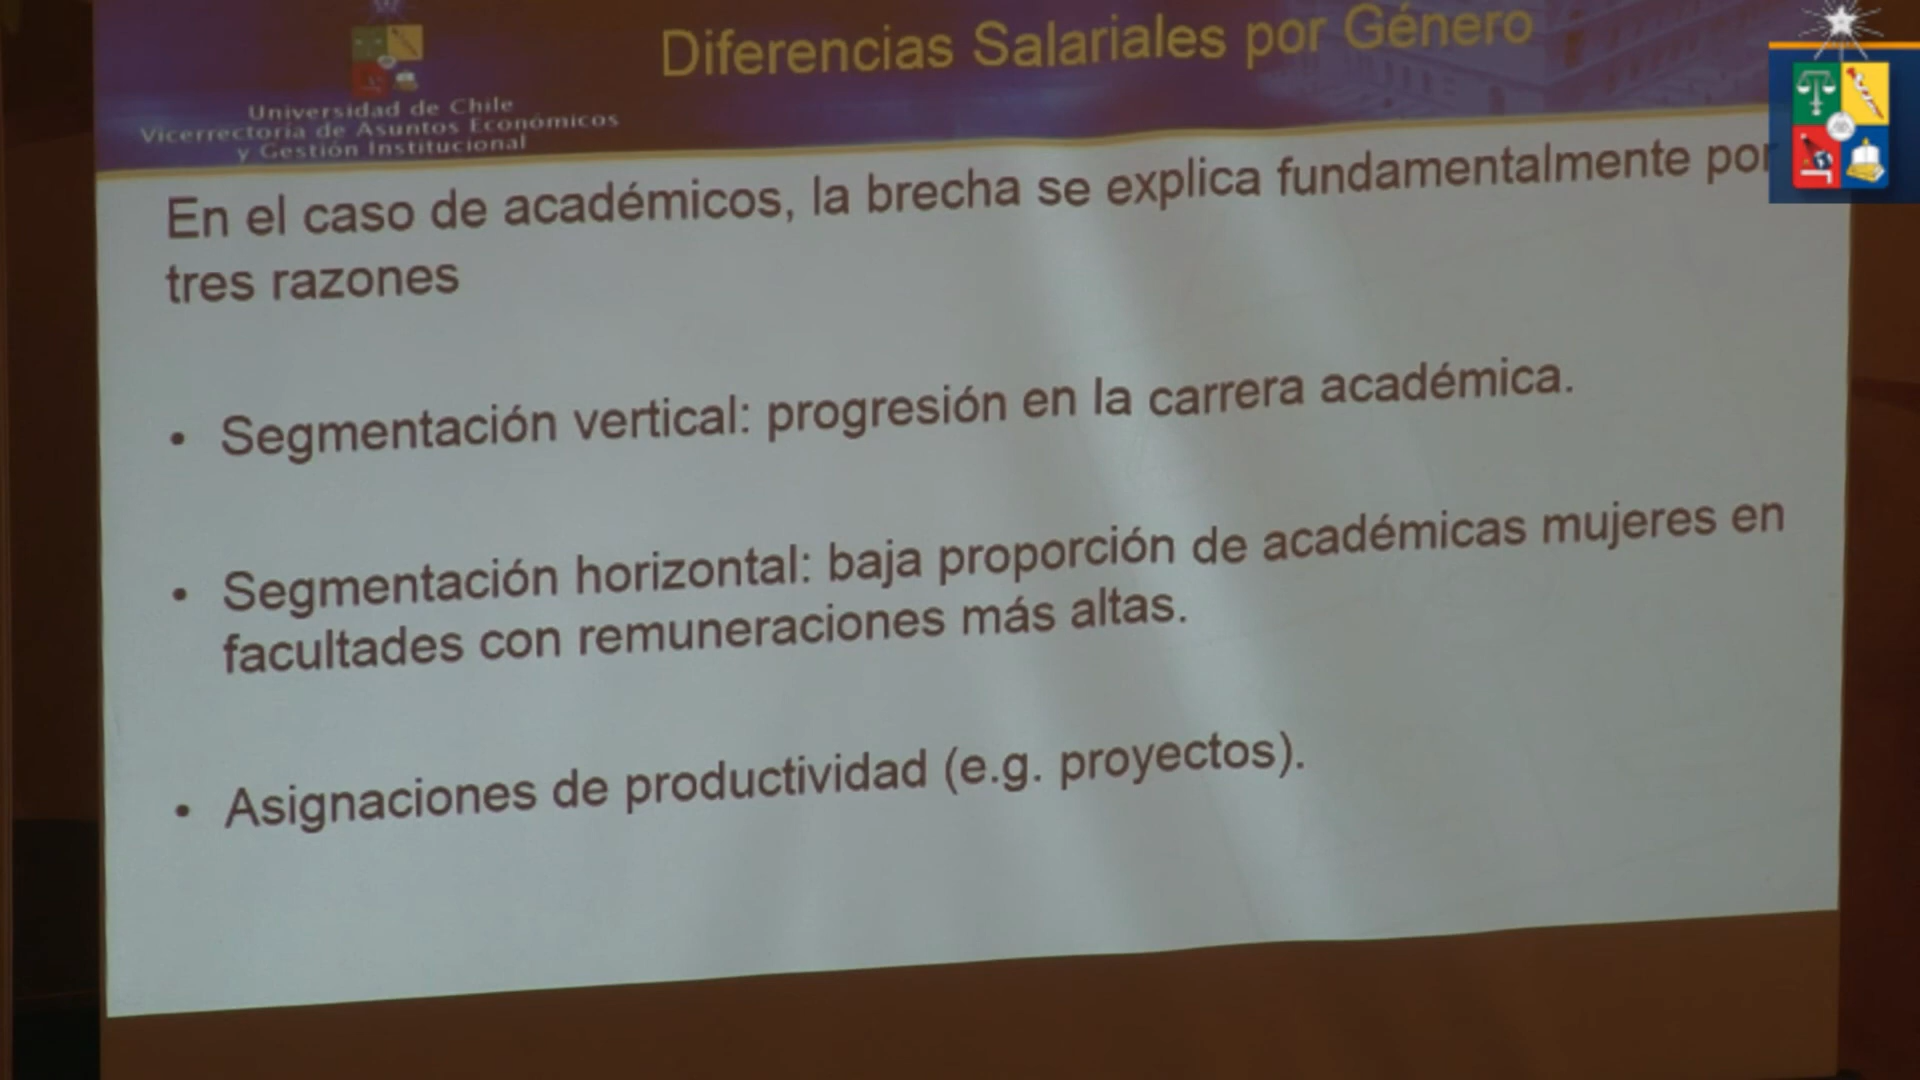 Diferencias Salariales por Género
Universidad de Chile
Vicerrectoría de Asuntos Económicos
y Gestión Institucional
En el caso de académicos, la brecha se explica fundamentalmente por
tres razones
• Segmentación vertical: progresión en la carrera académica.
• Segmentación horizontal: baja proporción de académicas mujeres en
facultades con remuneraciones más altas.
• Asignaciones de productividad (e.g. proyectos).